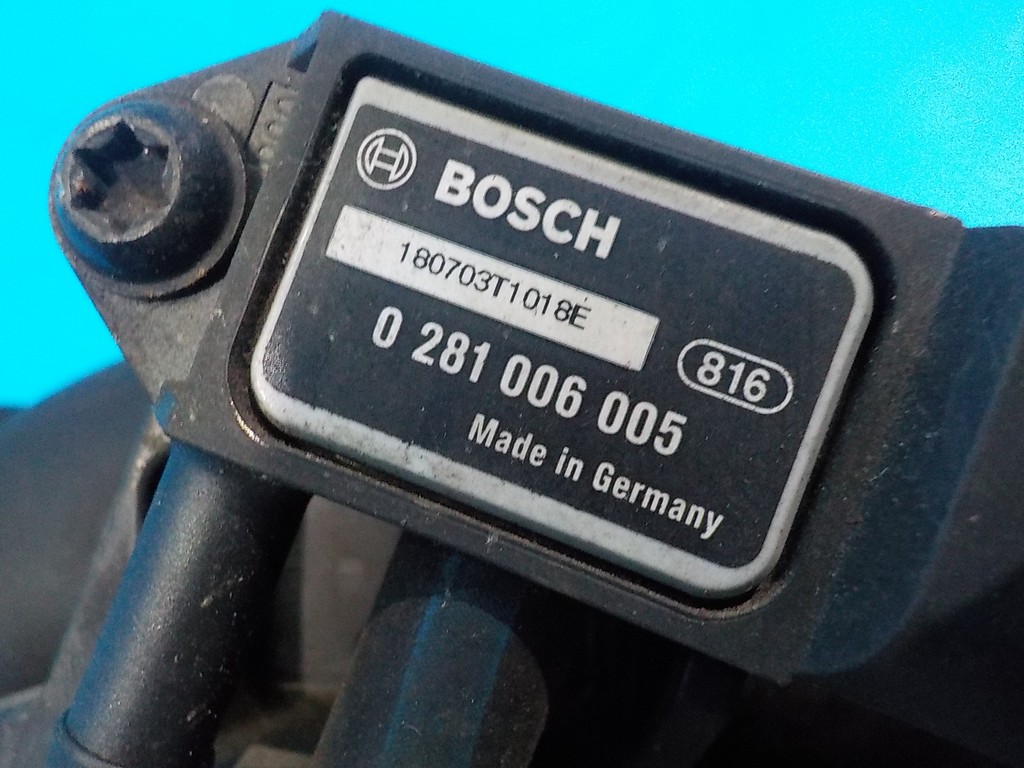 BOSCH
180703T1018E
0 281 006 005
816
Made in Germany